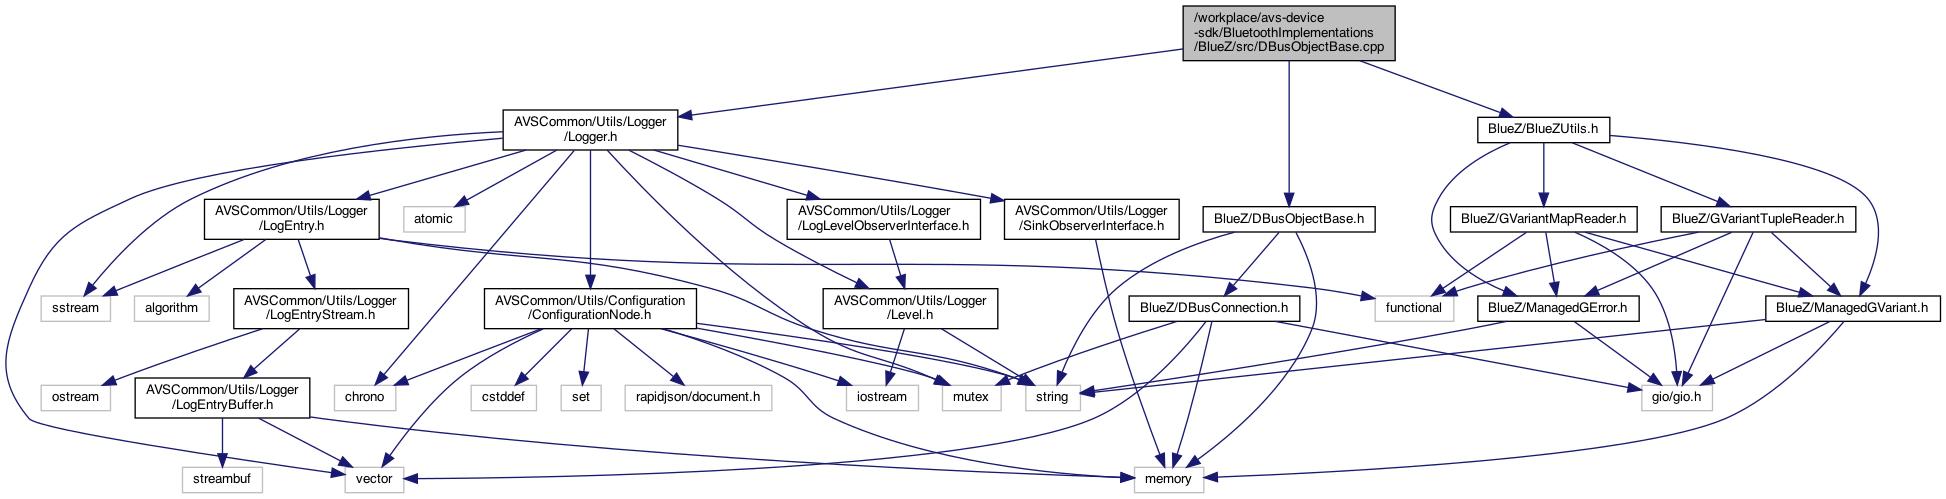 /workplace/avs-device
-sdk/BluetoothImplementations
/BlueZ/src/DBusObjectBase.cpp
AVSCommon/Utils/Logger
/Logger.h
BlueZ/BlueZUtils.h
AVSCommon/Utils/Logger
/LogEntry.h
atomic
AVSCommon/Utils/Logger
/LogLevelObserverInterface.h
AVSCommon/Utils/Logger
/SinkObserverInterface.h
BlueZ/DBusObjectBase.h
BlueZ/GVariantMapReader.h
BlueZ/GVariantTupleReader.h
sstream
algorithm
AVSCommon/Utils/Logger
/LogEntryStream.h
AVSCommon/Utils/Configuration
/ConfigurationNode.h
AVSCommon/Utils/Logger
/Level.h
BlueZ/DBusConnection.h
functional
BlueZ/ManagedGError.h
BlueZ/ManagedGVariant.h
ostream
AVSCommon/Utils/Logger
/LogEntryBuffer.h
chrono
cstddef
set
rapidjson/document.h
iostream
mutex
string
gio/gio.h
streambuf
vector
memory